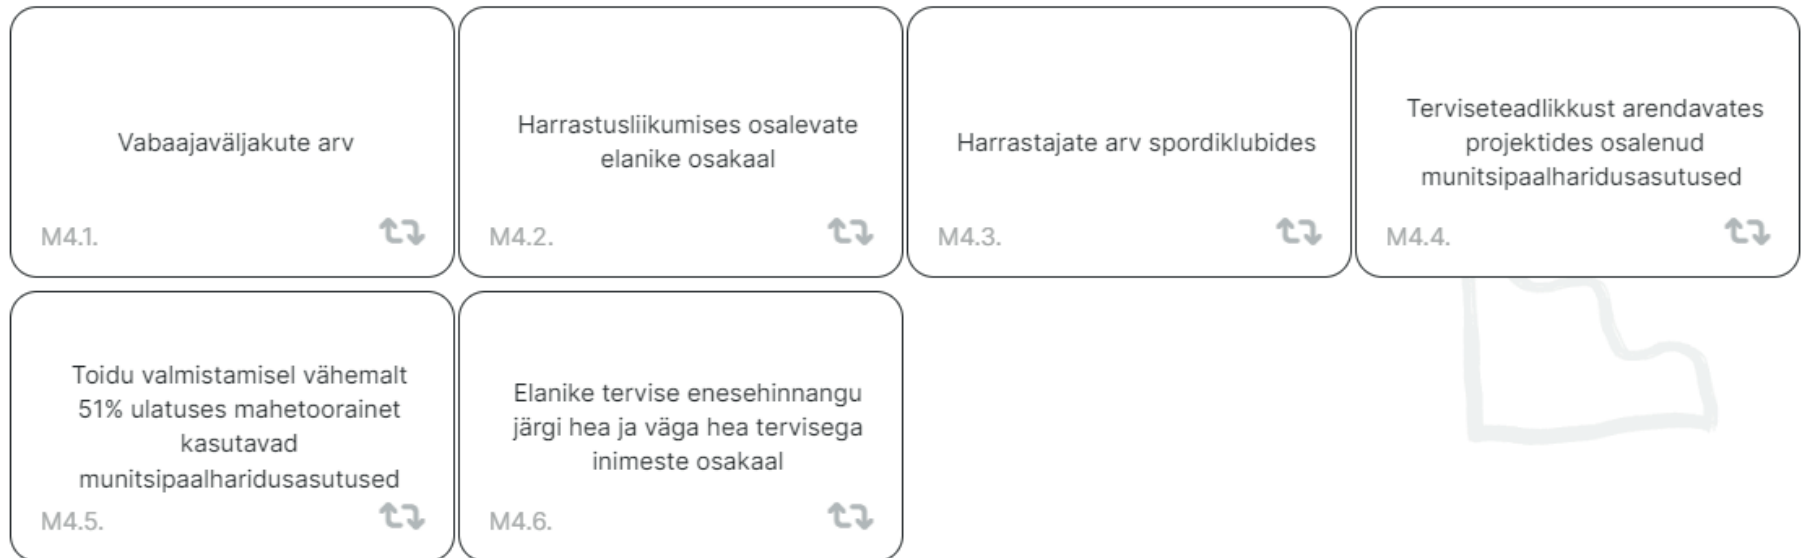 Vabaajaväljakute arv
M4.1.
Harrastusliikumises osalevate
elanike osakaal
M4.2.
Harrastajate arv spordiklubides
M4.3.
Terviseteadlikkust arendavates
projektides osalenud
munitsipaalharidusasutused
M4.4.
Toidu valmistamisel vähemalt
51% ulatuses mahetoorainet
kasutavad
munitsipaalharidusasutused
M4.5.
Elanike tervise enesehinnangu
järgi hea ja väga hea tervisega
inimeste osakaal
M4.6.